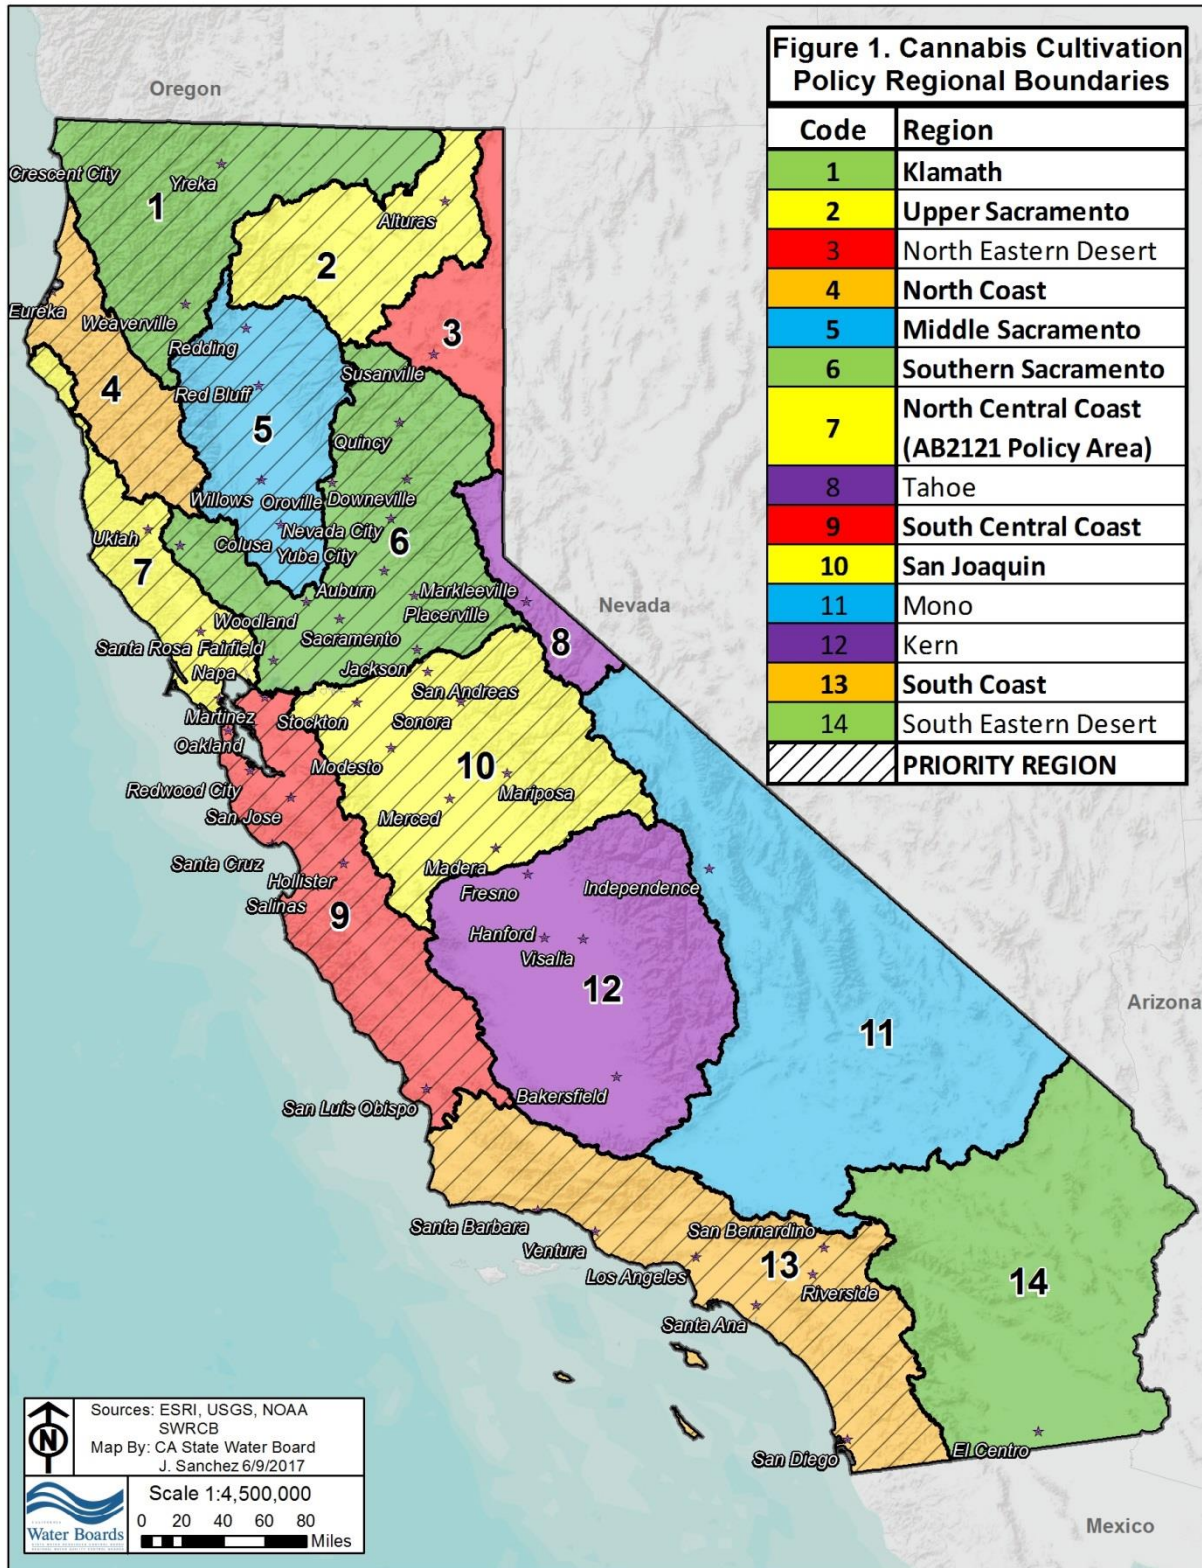 Figure 1. Cannabis Cultivation
Policy Regional Boundaries
Code Region
1 Klamath
2 Upper Sacramento
3 North Eastern Desert
4 North Coast
5 Middle Sacramento
6 Southern Sacramento
7 North Central Coast
(AB2121 Policy Area)
8 Tahoe
9 South Central Coast
10 San Joaquin
11 Mono
12 Kern
13 South Coast
14 South Eastern Desert
PRIORITY REGION
Oregon
Crescent City
Yreka
1
Alturas
2
Eureka
Weaverville
Redding
3
Susanville
4
Red Bluff
5
Quincy
Willows
Oroville
Downeville
Ukiah
Colusa
Nevada City
6
Yuba City
7
Auburn
Markleeville
Nevada
Woodland
Placerville
Sacramento
8
Santa Rosa
Fairfield
Jackson
Napa
San Andreas
Martinez
Stockton
Sonora
Oakland
Modesto
10
Redwood City
Mariposa
San Jose
Merced
Santa Cruz
Madera
Hollister
Fresno
Independence
Salinas
9
Hanford
Visalia
12
Arizona
11
Bakersfield
San Luis Obispo
Santa Barbara
San Bernardino
Ventura
13
Los Angeles
14
Riverside
Santa Ana
San Diego
El Centro
Mexico
N
Sources: ESRI, USGS, NOAA
SWRCB
Map By: CA State Water Board
J. Sanchez 6/9/2017
Scale 1:4,500,000
0 20 40 60 80
Miles
CALIFORNIA
Water Boards